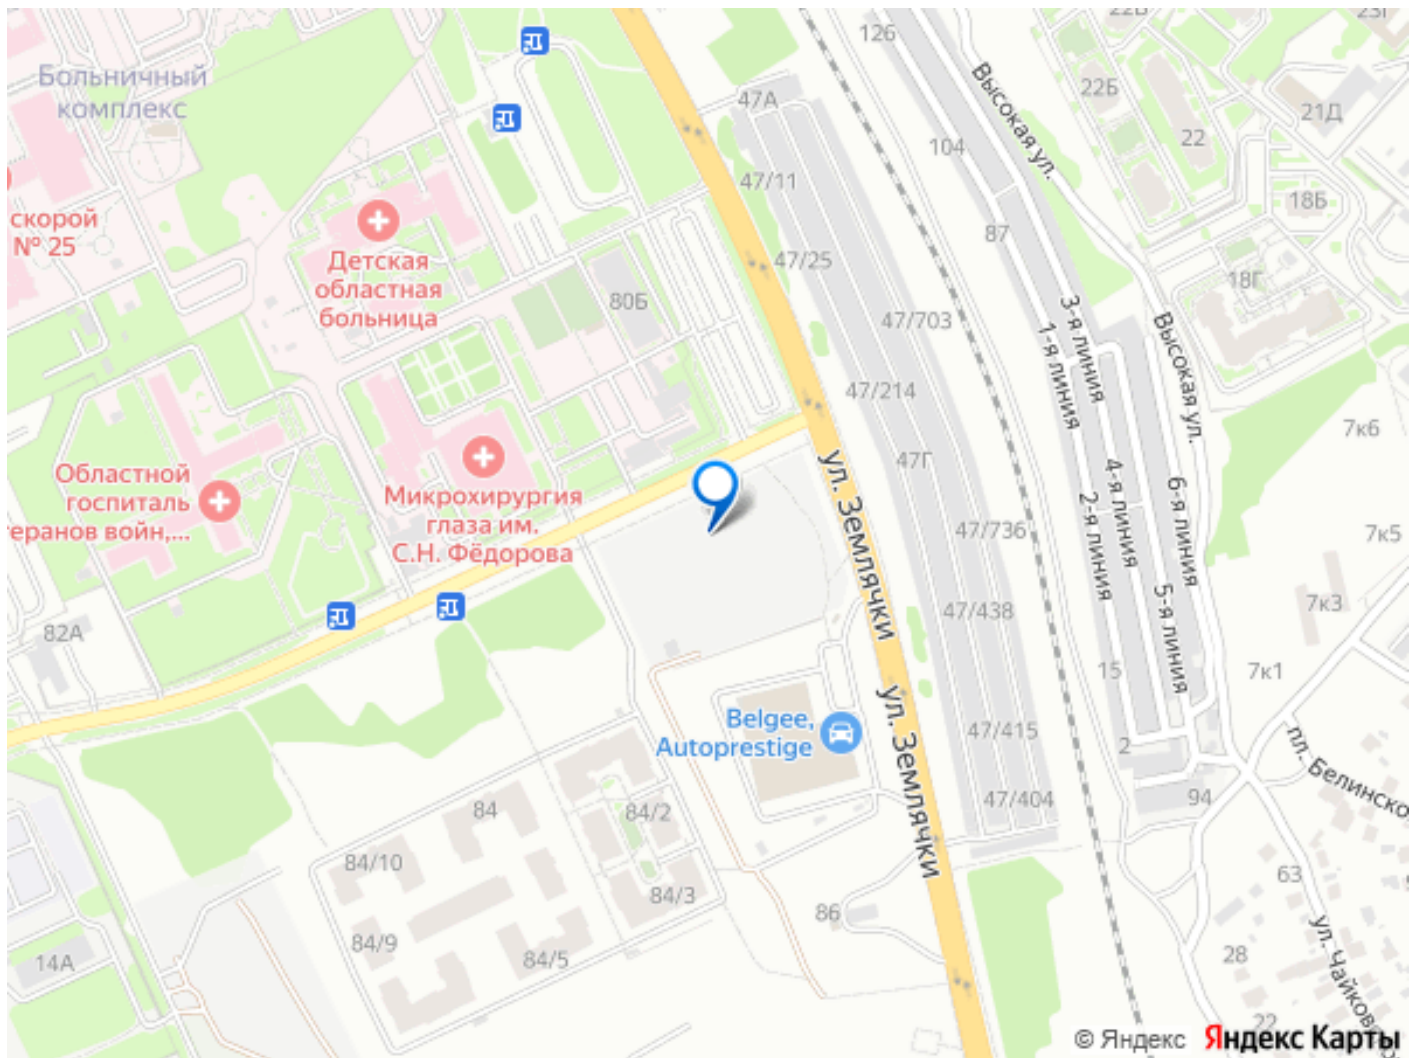 Больничный
комплекс
скорой
№ 25
Детская
областная
больница
80Б
Микрохирургия
глаза им.
С.Н. Фёдорова
Областной
госпиталь
теранов войн,...
82А
14А
47А
47/11
47/25
47/703
47/214
47Г
47/736
47/438
47/415
47/404
ул. Землячки
ул. Землячки
Belgee,
Autoprestige
84
84/2
84/10
84/3
84/9
84/5
86
126
104
87
Высокая ул.
Высокая ул.
22Б
22
21Д
18Б
18Г
3-я линия
1-я линия
4-я линия
2-я линия
6-я линия
5-я линия
15
2
94
7к6
7к5
7к3
7к1
пл. Белинско
63
28
22
ул. Чайковс
© Яндекс Яндекс Карты